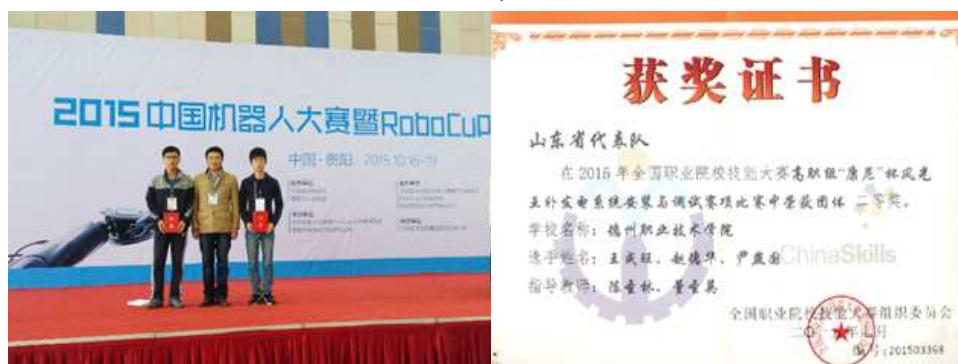 2015中国机器人大赛暨RoboCup
中国·贵阳 2015.10.16-19
获奖证书
山东省代表队
在2015年全国职业院校技能大赛高职组“康尼”杯风光
互补发电系统安装与调试赛项比赛中荣获团体 二等奖。
学校名称：德州职业技术学院
选手姓名：王成旺、赵德华、尹燕国
指导教师：陈圣林、董圣英
ChinaSkills
全国职业院校技能大赛组织委员会
编号:201503358